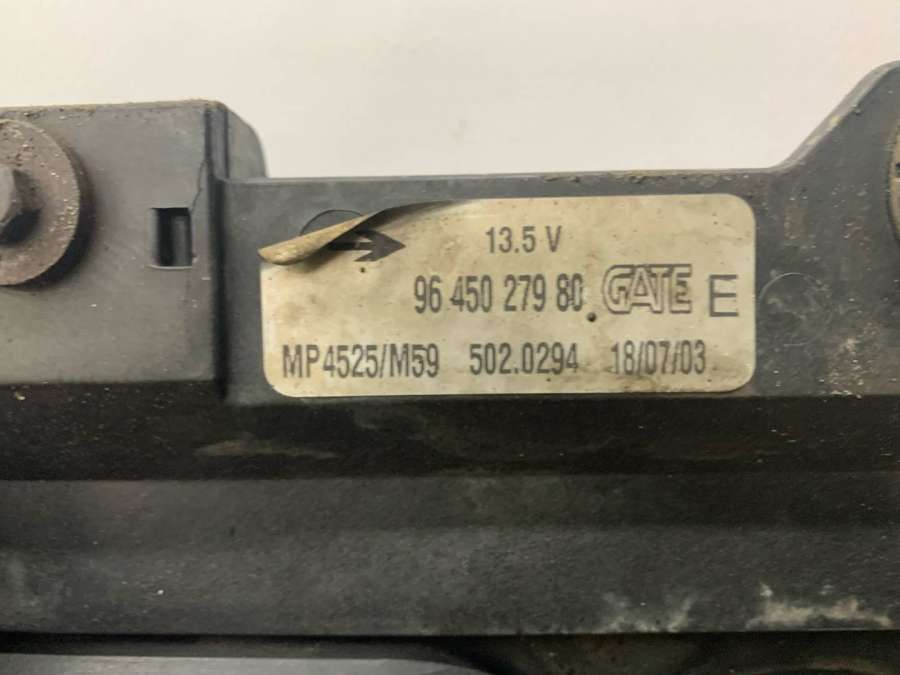 13.5 V
96 450 279 80 GATE E
MP4525/M59 502.0294 18/07/03